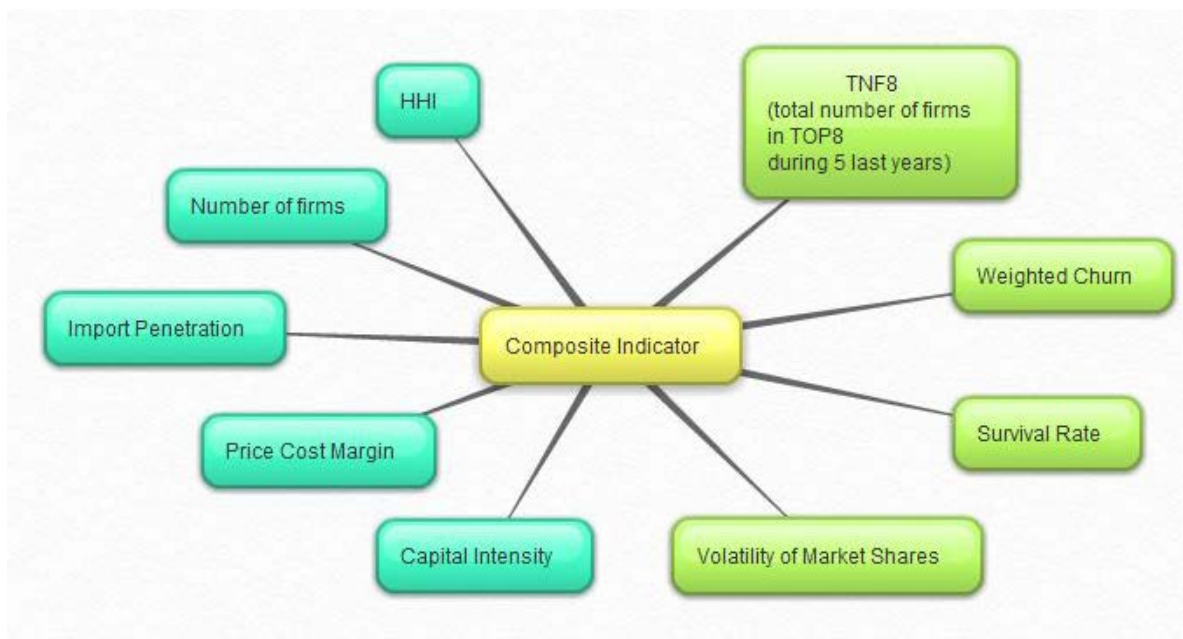 HHI
TNF8
(total number of firms
in TOP8
during 5 last years)
Number of firms
Weighted Churn
Import Penetration
Composite Indicator
Price Cost Margin
Survival Rate
Capital Intensity
Volatility of Market Shares